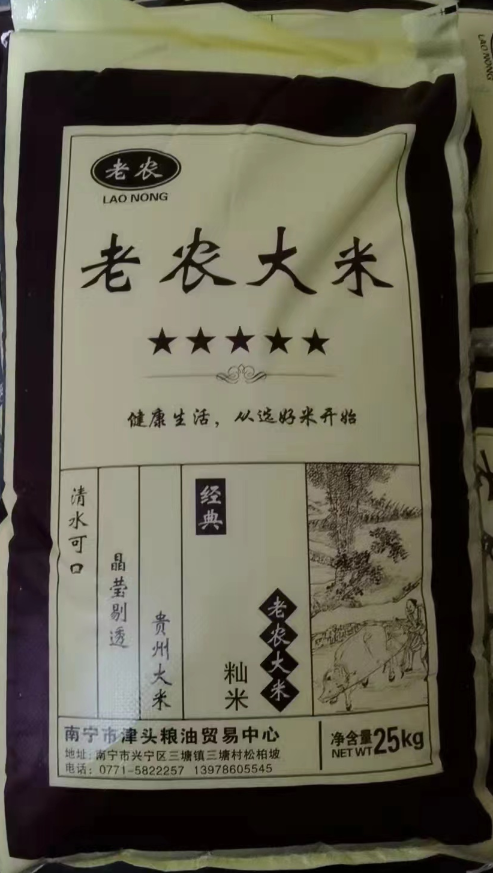 老农
LAO NONG
老农大米
★★★★★
健康生活，从选好米开始
清水可口
晶莹剔透
贵州大米
经典
籼米
老农大米
南宁市津头粮油贸易中心
地址:南宁市兴宁区三塘镇三塘村松柏坡
电话：0771-5822257 13978605545
净含量
NET WT 25kg
LAO NONG